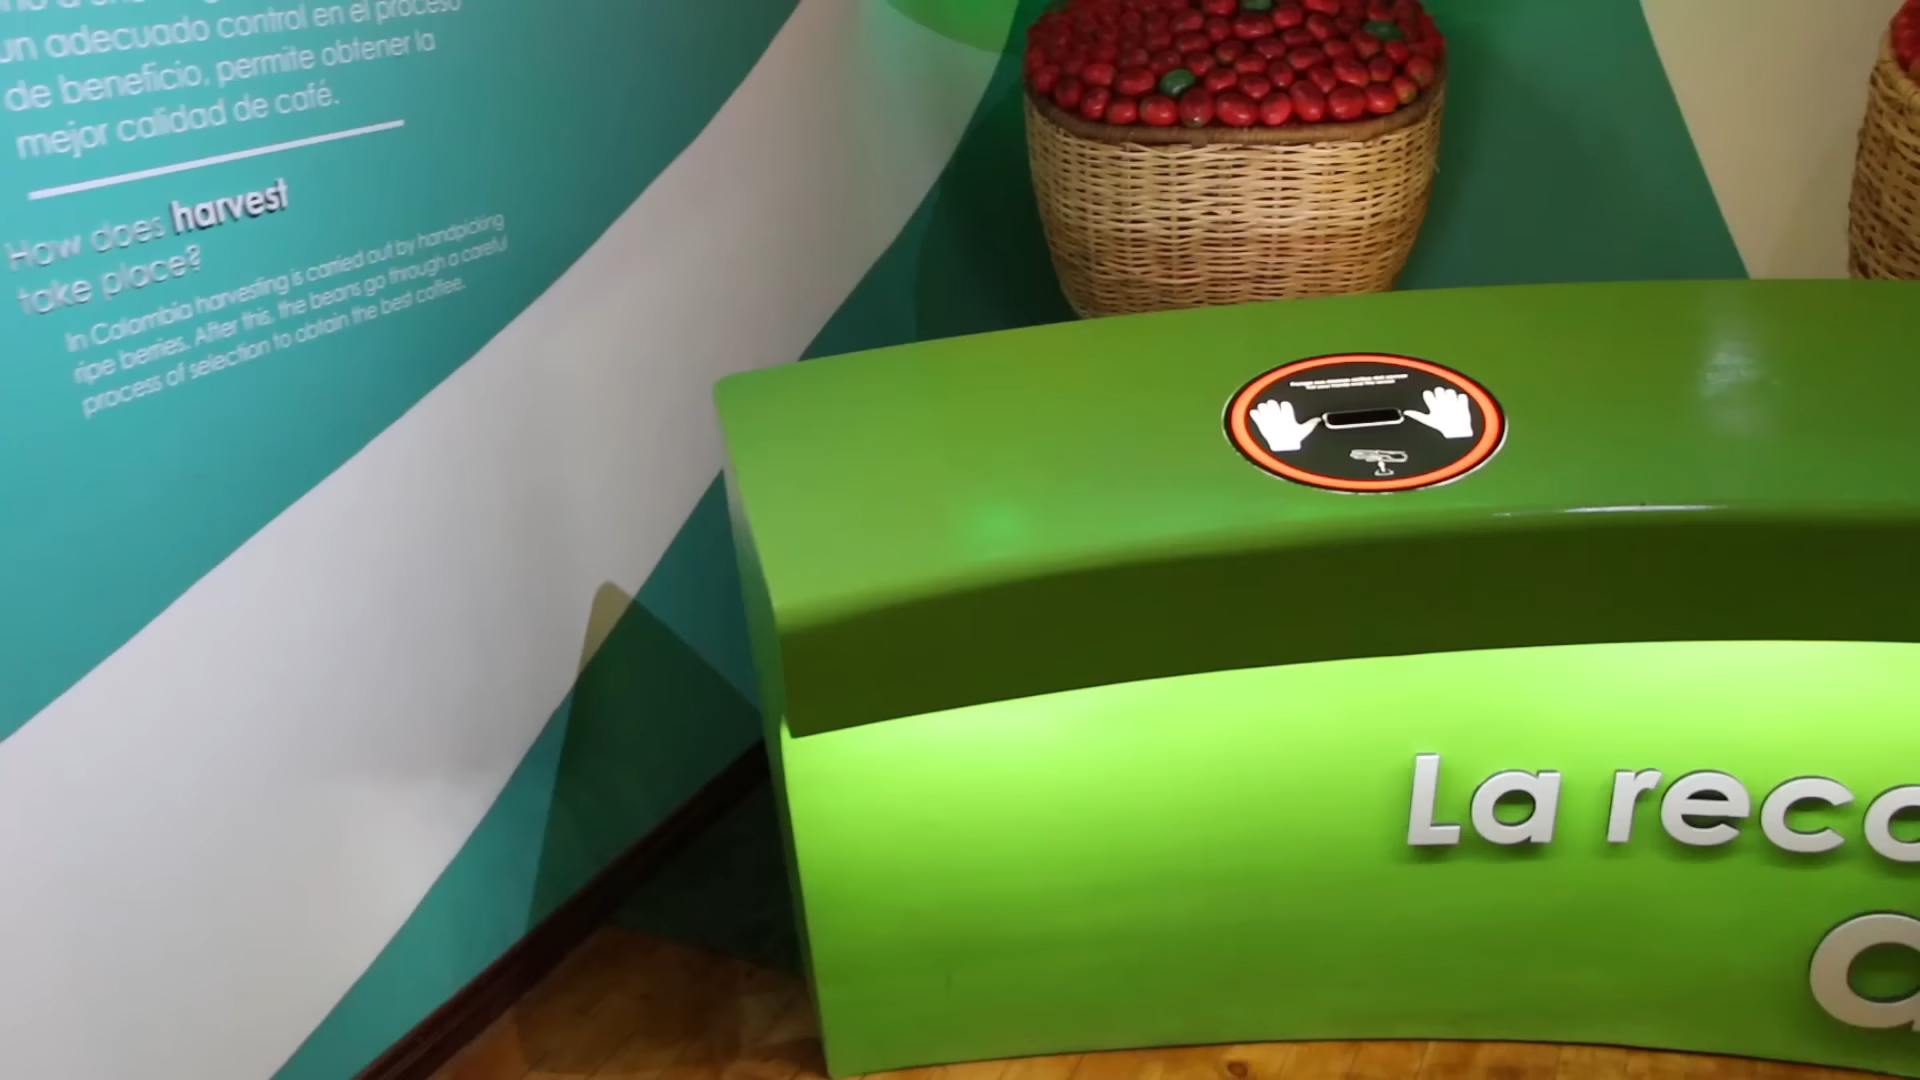 un adecuado control en el proceso
de beneficio, permite obtener la
mejor calidad de café.
How does harvest
take place?
In Colombia harvesting is carried out by handpicking
ripe berries. After this, the beans go through a careful
process of selection to obtain the best coffee.
La reco